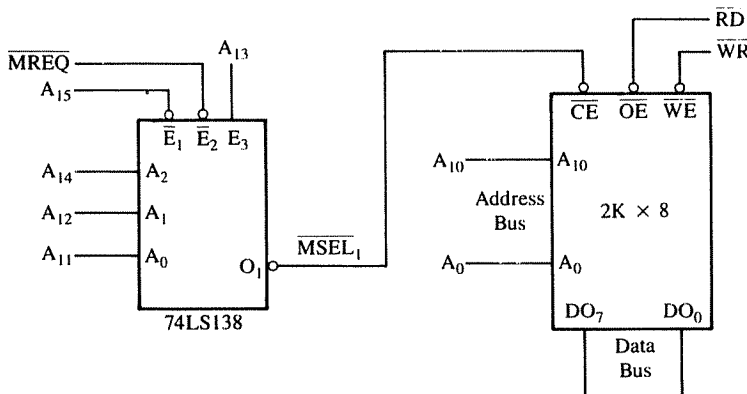 MREQ
A13
A15
E1 E2 E3
A14
A12
A11
A2
A1
A0
O1
74LS138
MSEL1
RD
WR
CE OE WE
A10
A10
Address
Bus
2K × 8
A0
A0
DO7 DO0
Data
Bus